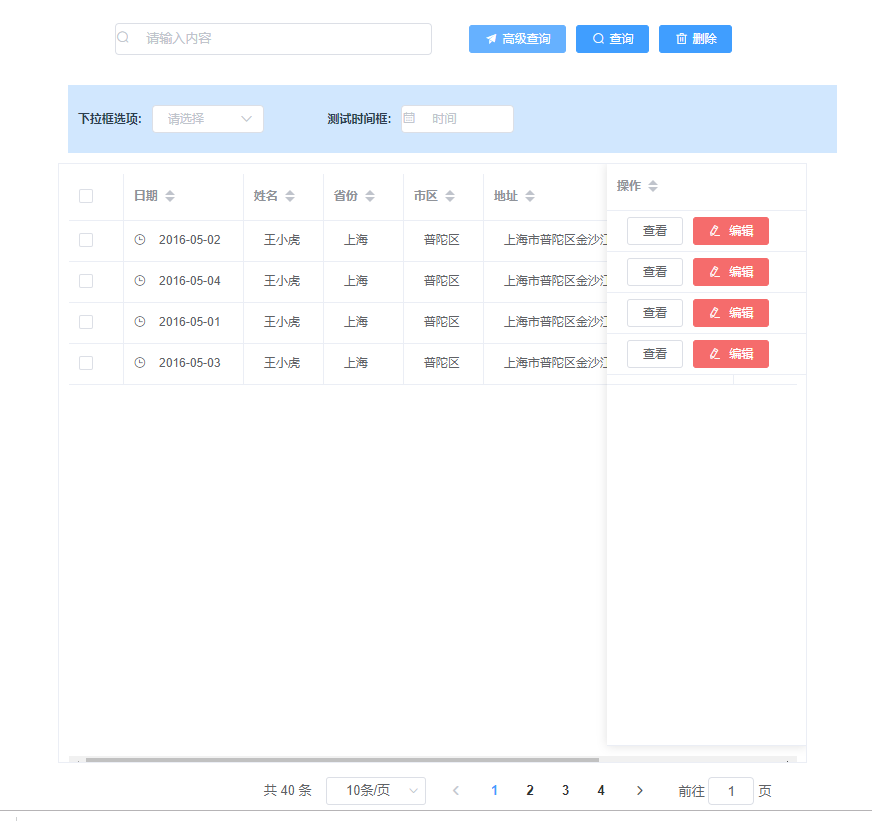 请输入内容 高级查询 查询 删除
下拉框选项: 请选择 测试时间框: 时间
日期 姓名 省份 市区 地址 操作
2016-05-02 王小虎 上海 普陀区 上海市普陀区金沙江 查看 编辑
2016-05-04 王小虎 上海 普陀区 上海市普陀区金沙江 查看 编辑
2016-05-01 王小虎 上海 普陀区 上海市普陀区金沙江 查看 编辑
2016-05-03 王小虎 上海 普陀区 上海市普陀区金沙江 查看 编辑
共 40 条 10条/页 1 2 3 4 前往 1 页